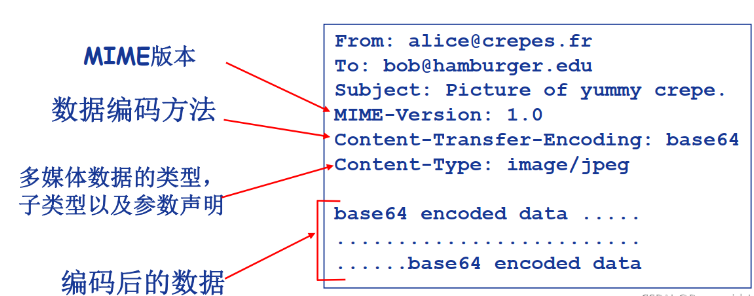 MIME版本
数据编码方法
多媒体数据的类型，
子类型以及参数声明
编码后的数据
From: alice@crepes.fr
To: bob@hamburger.edu
Subject: Picture of yummy crepe.
MIME-Version: 1.0
Content-Transfer-Encoding: base64
Content-Type: image/jpeg
base64 encoded data .....
.........................
......base64 encoded data